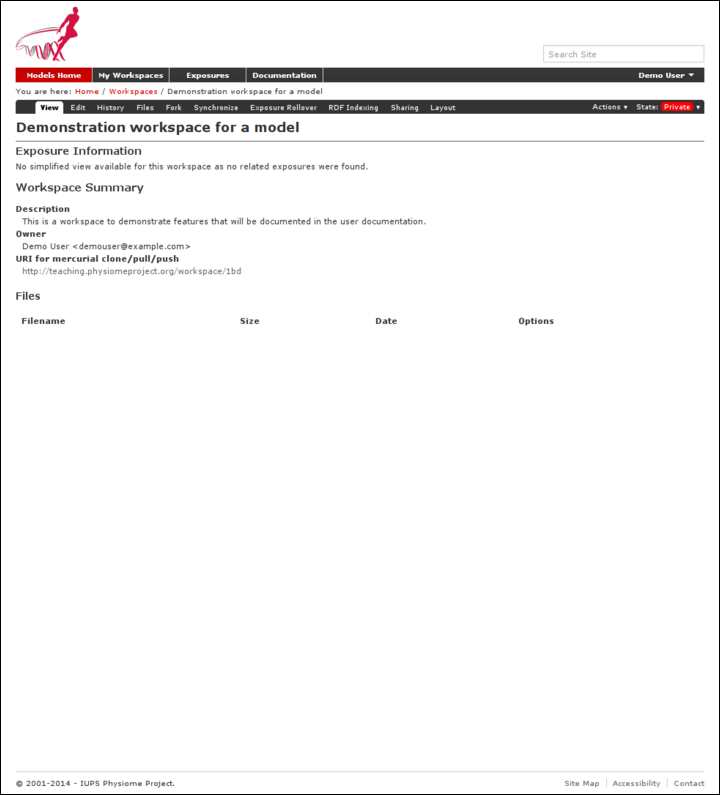 Search Site
Models Home My Workspaces Exposures Documentation Demo User ▼
You are here: Home / Workspaces / Demonstration workspace for a model
View Edit History Files Fork Synchronize Exposure Rollover RDF Indexing Sharing Layout Actions ▾ State: Private ▾
Demonstration workspace for a model
Exposure Information
No simplified view available for this workspace as no related exposures were found.
Workspace Summary
Description
This is a workspace to demonstrate features that will be documented in the user documentation.
Owner
Demo User <demouser@example.com>
URI for mercurial clone/pull/push
http://teaching.physiomeproject.org/workspace/1bd
Files
Filename Size Date Options
© 2001-2014 - IUPS Physiome Project. Site Map Accessibility Contact